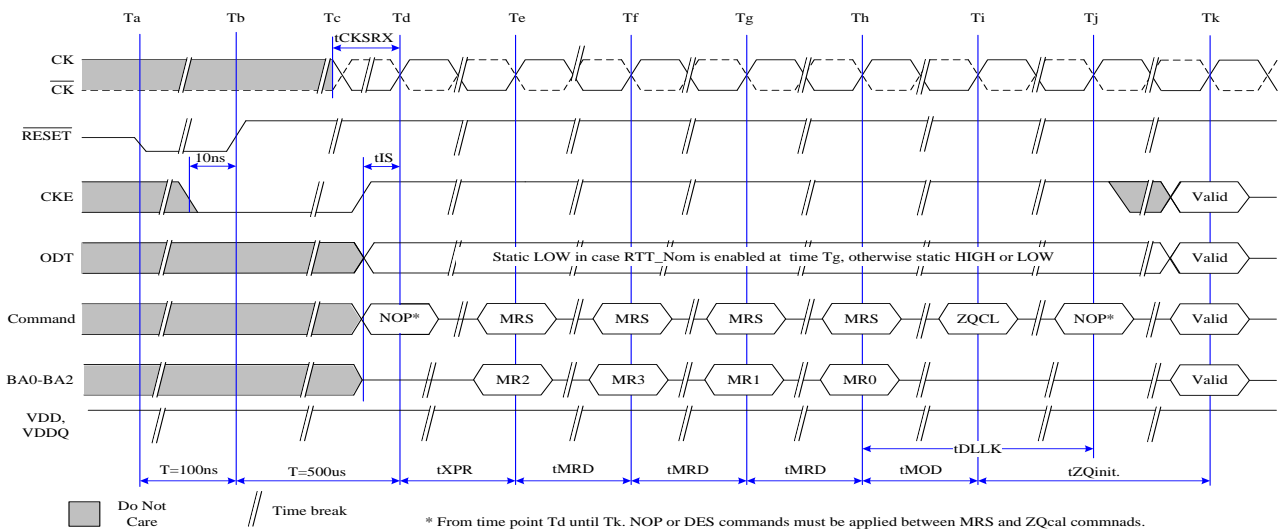 Ta Tb Tc Td Te Tf Tg Th Ti Tj Tk
tCKSRX
CK
CK
RESET
10ns tIS
CKE Valid
ODT Static LOW in case RTT_Nom is enabled at time Tg, otherwise static HIGH or LOW Valid
Command NOP* MRS MRS MRS MRS ZQCL NOP* Valid
BA0-BA2 MR2 MR3 MR1 MR0 Valid
VDD,
VDDQ
tDLLK
T=100ns T=500us tXPR tMRD tMRD tMRD tMOD tZQinit.
Do Not
Care
Time break
* From time point Td until Tk. NOP or DES commands must be applied between MRS and ZQcal commnads.